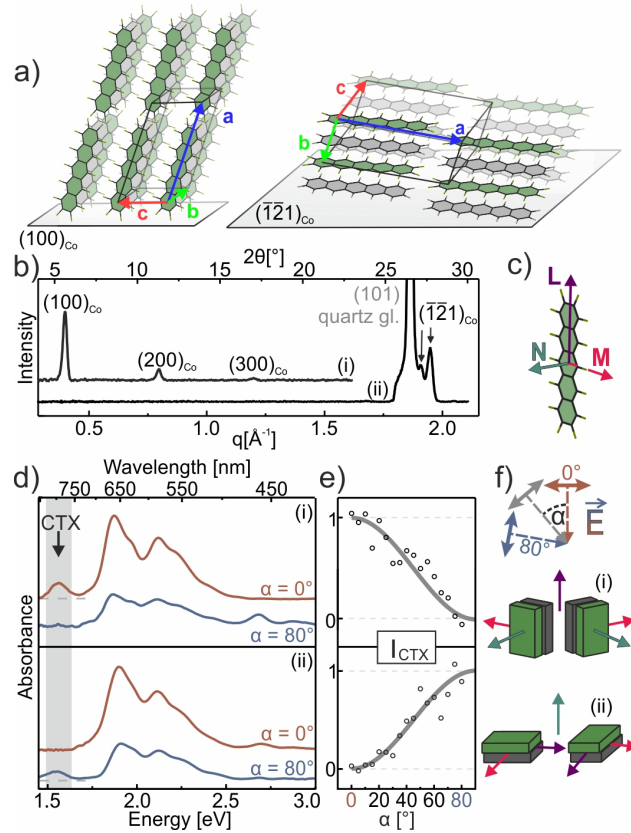 a)
a
c
b
(100)Co
c
a
b
(1̄2̄1)Co
b)
2θ[°]
5 10 15 20 25 30
Intensity
(100)Co
(200)Co
(300)Co
(i)
(ii)
(101)
quartz gl.
(1̄2̄1)Co
0.5 1.0 1.5 2.0
q[Å⁻¹]
c)
L
N
M
d)
Wavelength [nm]
750 650 550 450
CTX
(i)
α = 0°
α = 80°
(ii)
α = 0°
α = 80°
Absorbance
1.5 2.0 2.5 3.0
Energy [eV]
e)
1
0
ICTX
1
0
0 20 40 60 80
α [°]
f)
0°
α
E
80°
(i)
(ii)